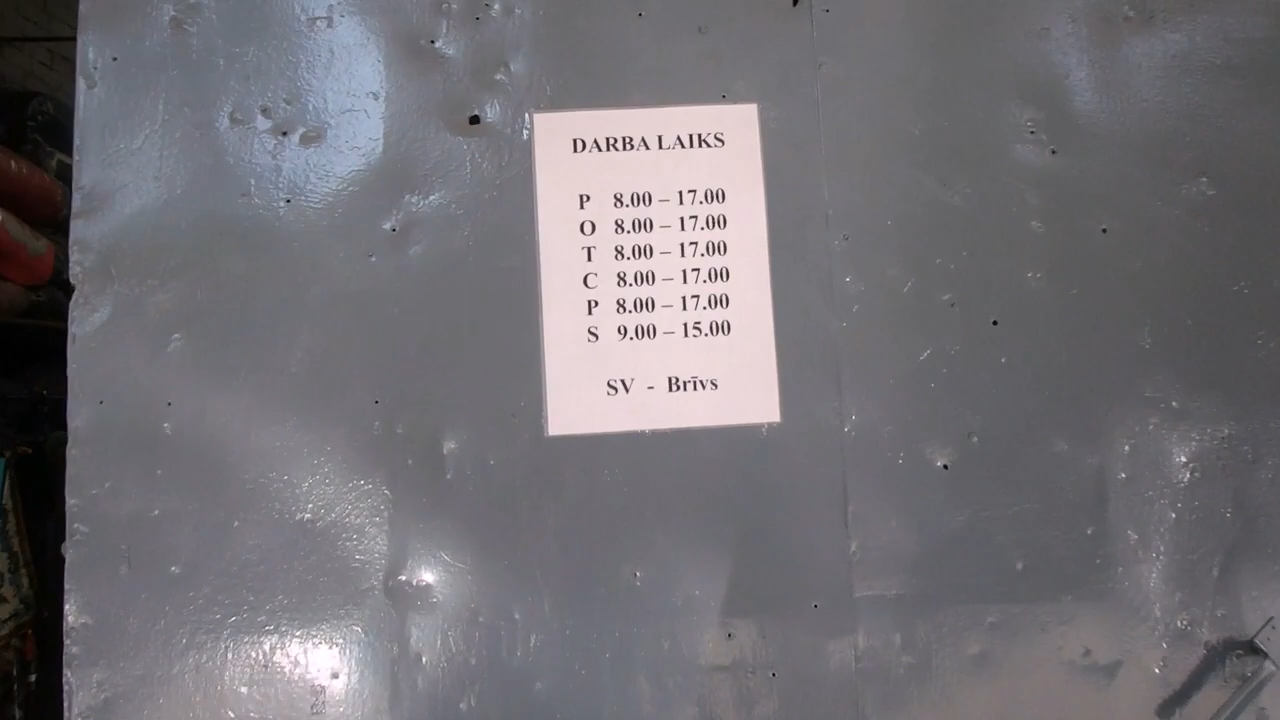 DARBA LAIKS
P 8.00 – 17.00
O 8.00 – 17.00
T 8.00 – 17.00
C 8.00 – 17.00
P 8.00 – 17.00
S 9.00 – 15.00
SV - Brīvs